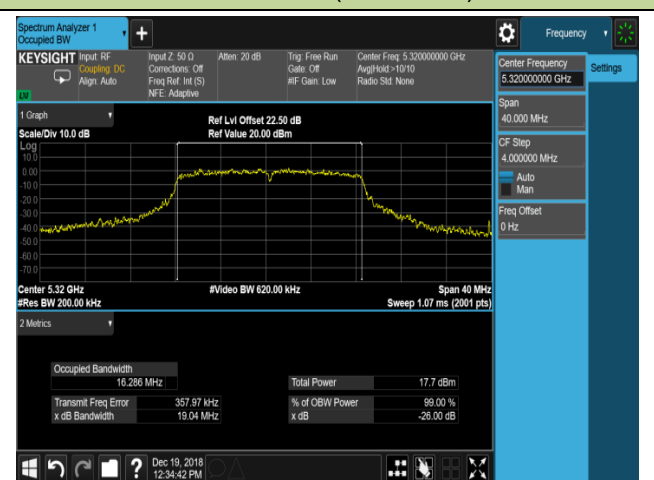 Spectrum Analyzer 1
Occupied BW
+
Frequency
KEYSIGHT
Input: RF
Coupling: DC
Align: Auto
Input Z: 50 Ω
Corrections: Off
Freq Ref: Int (S)
NFE: Adaptive
Atten: 20 dB
Trig: Free Run
Gate: Off
#IF Gain: Low
Center Freq: 5.320000000 GHz
Avg|Hold:>10/10
Radio Std: None
Center Frequency
5.320000000 GHz
Settings
Span
40.000 MHz
CF Step
4.000000 MHz
Auto
Man
Freq Offset
0 Hz
1 Graph
Scale/Div 10.0 dB
Ref Lvl Offset 22.50 dB
Ref Value 20.00 dBm
Log
10.0
0.00
-10.0
-20.0
-30.0
-40.0
-50.0
-60.0
-70.0
Center 5.32 GHz
#Video BW 620.00 kHz
Span 40 MHz
#Res BW 200.00 kHz
Sweep 1.07 ms (2001 pts)
2 Metrics
Occupied Bandwidth
16.286 MHz
Total Power 17.7 dBm
Transmit Freq Error 357.97 kHz
% of OBW Power 99.00 %
x dB Bandwidth 19.04 MHz
x dB -26.00 dB
?
Dec 19, 2018
12:34:42 PM